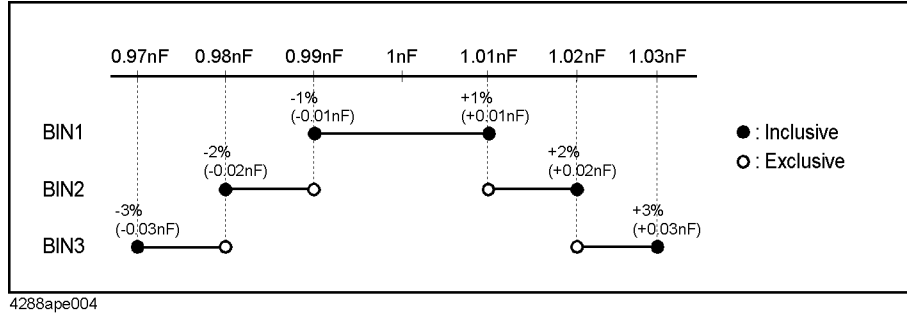 0.97nF 0.98nF 0.99nF 1nF 1.01nF 1.02nF 1.03nF
-1% +1%
(-0.01nF) (+0.01nF)
BIN1
● : Inclusive
-2% +2%
(-0.02nF) (+0.02nF)
○ : Exclusive
BIN2
-3% +3%
(-0.03nF) (+0.03nF)
BIN3
4288ape004